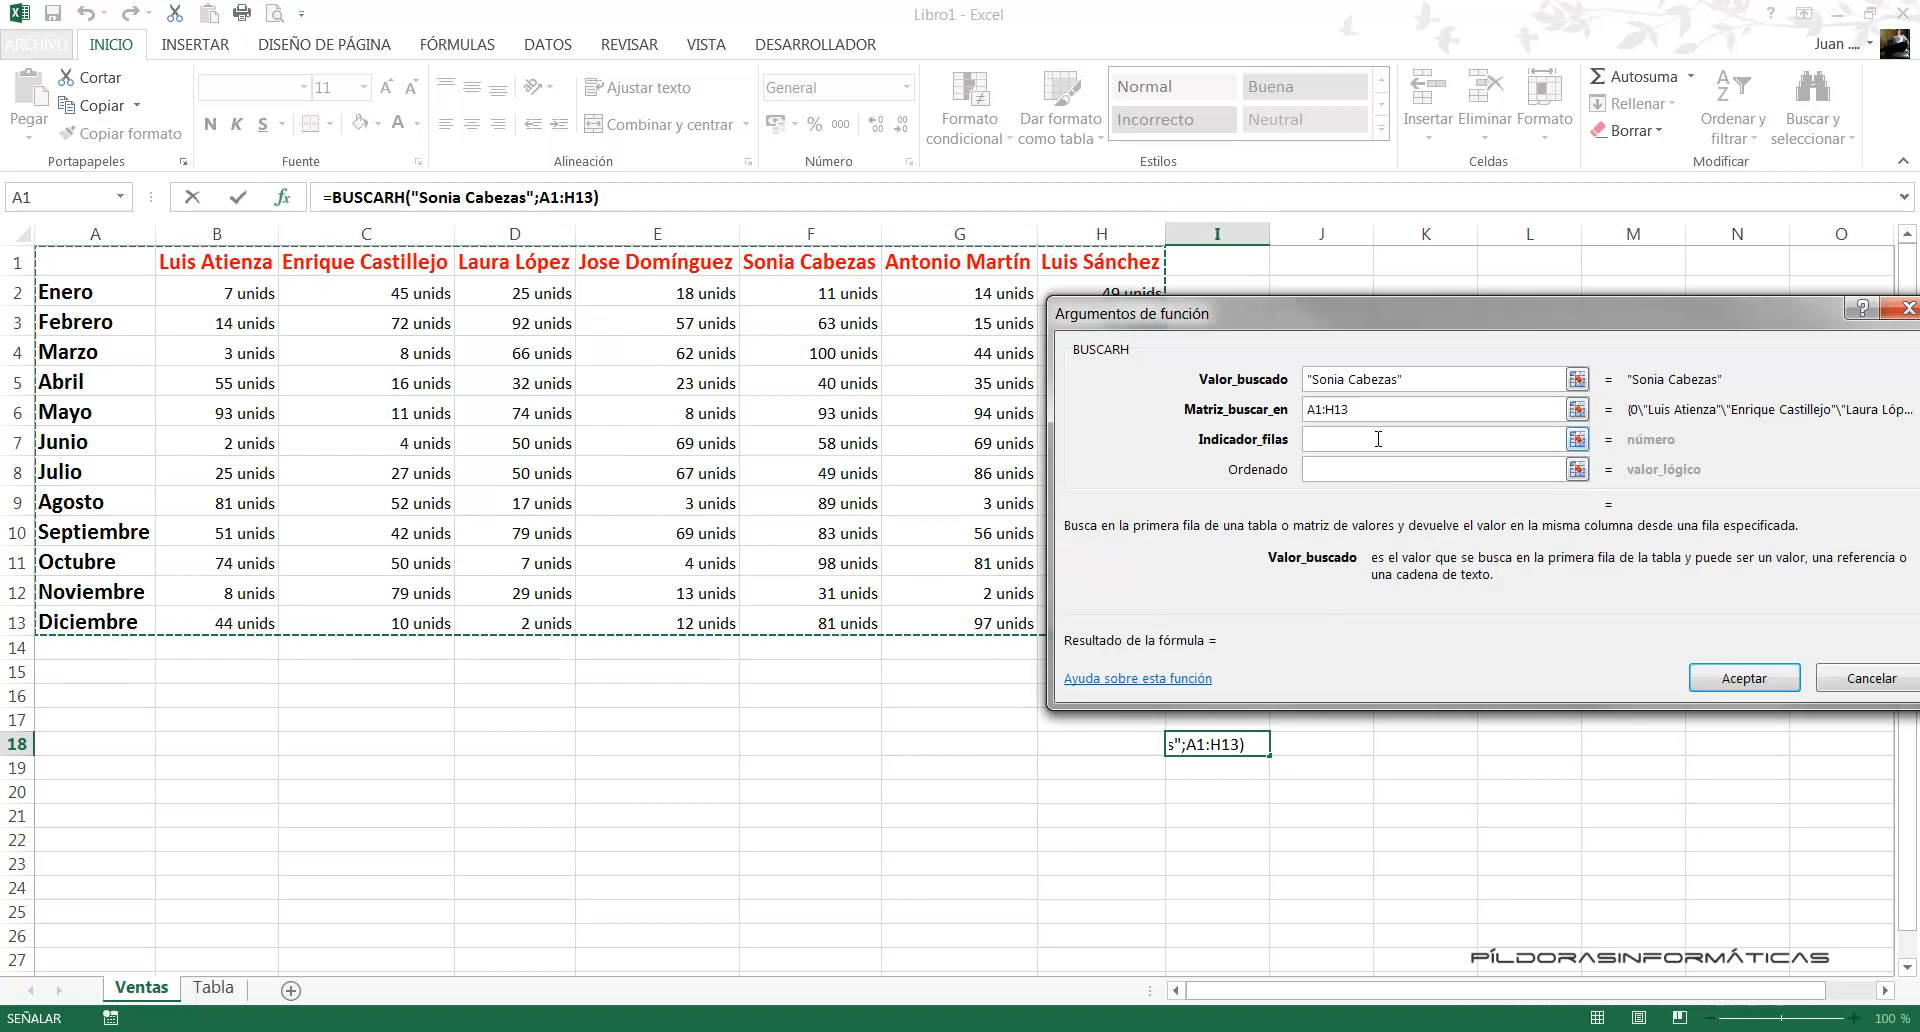 Libro1 - Excel
ARCHIVO INICIO INSERTAR DISEÑO DE PÁGINA FÓRMULAS DATOS REVISAR VISTA DESARROLLADOR Juan ....
Pegar
Cortar
Copiar
Copiar formato
Portapapeles
11
N K S
Fuente
Ajustar texto
Combinar y centrar
Alineación
General
% 000
Número
Formato condicional
Dar formato como tabla
Normal Buena
Incorrecto Neutral
Estilos
Insertar Eliminar Formato
Celdas
Autosuma
Rellenar
Borrar
Ordenar y filtrar
Buscar y seleccionar
Modificar
A1 fx =BUSCARH("Sonia Cabezas";A1:H13)
A B C D E F G H I J K L M N O
1 Luis Atienza Enrique Castillejo Laura López Jose Domínguez Sonia Cabezas Antonio Martín Luis Sánchez
2 Enero 7 unids 45 unids 25 unids 18 unids 11 unids 14 unids 49 unids
3 Febrero 14 unids 72 unids 92 unids 57 unids 63 unids 15 unids
4 Marzo 3 unids 8 unids 66 unids 62 unids 100 unids 44 unids
5 Abril 55 unids 16 unids 32 unids 23 unids 40 unids 35 unids
6 Mayo 93 unids 11 unids 74 unids 8 unids 93 unids 94 unids
7 Junio 2 unids 4 unids 50 unids 69 unids 58 unids 69 unids
8 Julio 25 unids 27 unids 50 unids 67 unids 49 unids 86 unids
9 Agosto 81 unids 52 unids 17 unids 3 unids 89 unids 3 unids
10 Septiembre 51 unids 42 unids 79 unids 69 unids 83 unids 56 unids
11 Octubre 74 unids 50 unids 7 unids 4 unids 98 unids 81 unids
12 Noviembre 8 unids 79 unids 29 unids 13 unids 31 unids 2 unids
13 Diciembre 44 unids 10 unids 2 unids 12 unids 81 unids 97 unids
14
15
16
17
18 s";A1:H13)
19
20
21
22
23
24
25
26
27
Argumentos de función
BUSCARH
Valor_buscado "Sonia Cabezas" = "Sonia Cabezas"
Matriz_buscar_en A1:H13 = {0\"Luis Atienza"\"Enrique Castillejo"\"Laura Lóp...
Indicador_filas = número
Ordenado = valor_lógico
=
Busca en la primera fila de una tabla o matriz de valores y devuelve el valor en la misma columna desde una fila especificada.
Valor_buscado es el valor que se busca en la primera fila de la tabla y puede ser un valor, una referencia o
una cadena de texto.
Resultado de la fórmula =
Ayuda sobre esta función
Aceptar Cancelar
PÍLDORASINFORMÁTICAS
Ventas Tabla
SEÑALAR 100 %